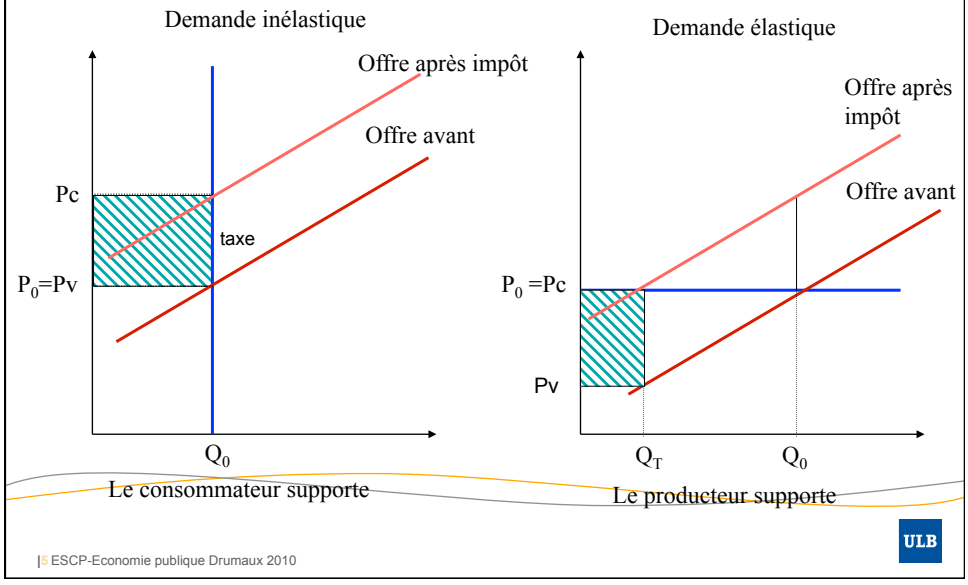 Demande inélastique
Offre après impôt
Offre avant
Pc
taxe
P₀=Pv
Q₀
Le consommateur supporte
Demande élastique
Offre après
impôt
Offre avant
P₀ =Pc
Pv
Q_T
Q₀
Le producteur supporte
|5 ESCP-Economie publique Drumaux 2010
ULB